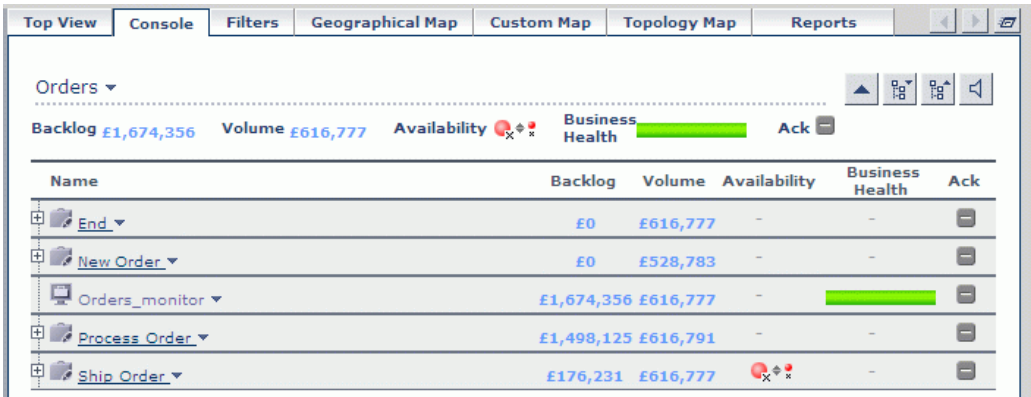 Top View Console Filters Geographical Map Custom Map Topology Map Reports
Orders
Backlog £1,674,356 Volume £616,777 Availability Business Health Ack
Name Backlog Volume Availability Business Health Ack
End £0 £616,777 - -
New Order £0 £528,783 - -
Orders_monitor £1,674,356 £616,777 -
Process Order £1,498,125 £616,791 - -
Ship Order £176,231 £616,777 -